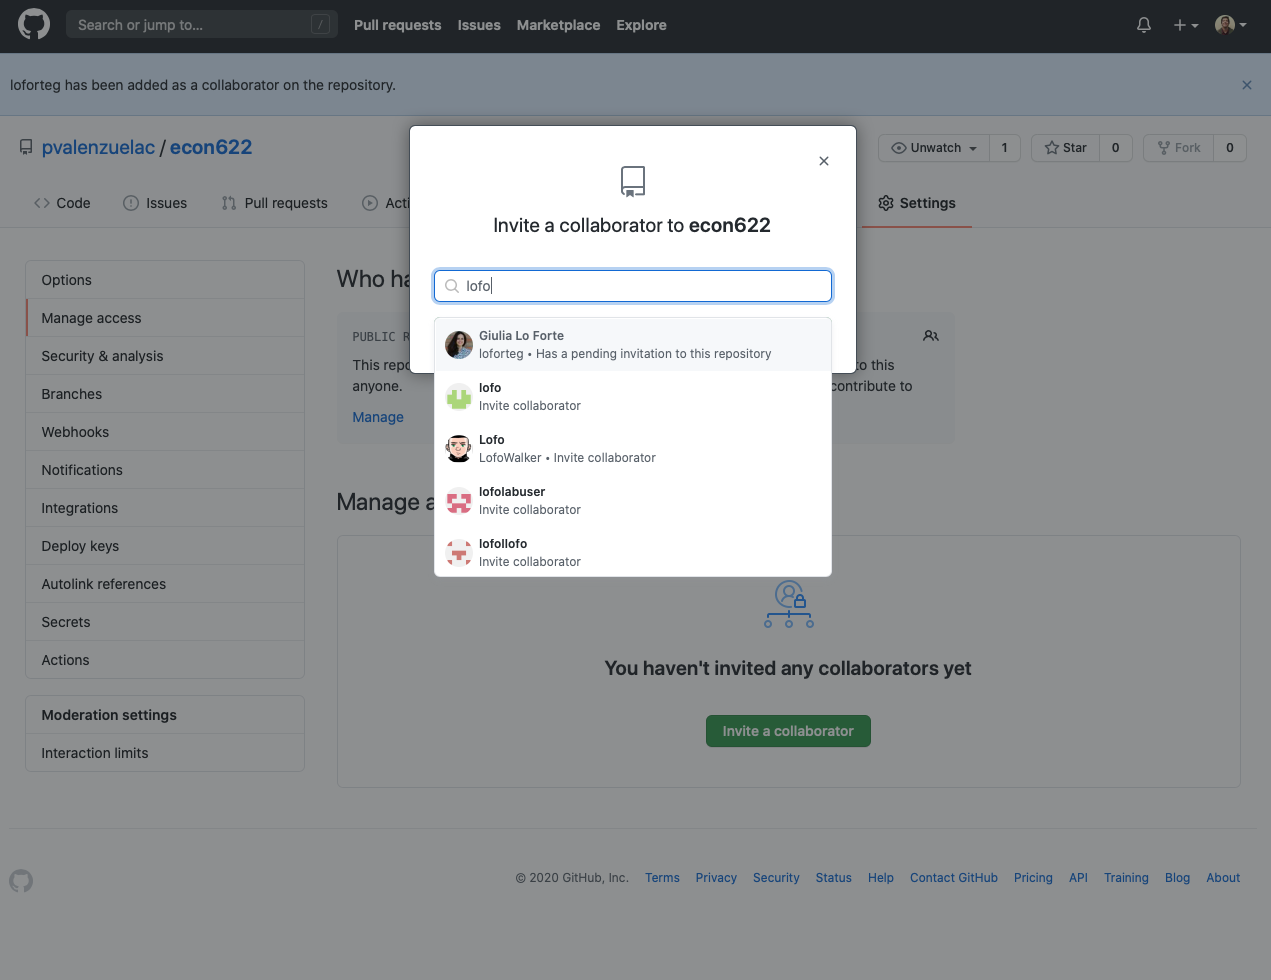 Search or jump to... / Pull requests Issues Marketplace Explore
loforteg has been added as a collaborator on the repository.
pvalenzuelac / econ622
Unwatch 1 Star 0 Fork 0
Code Issues Pull requests Acti Settings
Invite a collaborator to econ622
lofo
Giulia Lo Forte
loforteg • Has a pending invitation to this repository
lofo
Invite collaborator
Lofo
LofoWalker • Invite collaborator
lofolabuser
Invite collaborator
lofollofo
Invite collaborator
Options
Manage access
Security & analysis
Branches
Webhooks
Notifications
Integrations
Deploy keys
Autolink references
Secrets
Actions
Moderation settings
Interaction limits
Who ha
PUBLIC R
This repo
anyone.
Manage
to this
contribute to
Manage a
You haven't invited any collaborators yet
Invite a collaborator
© 2020 GitHub, Inc. Terms Privacy Security Status Help Contact GitHub Pricing API Training Blog About